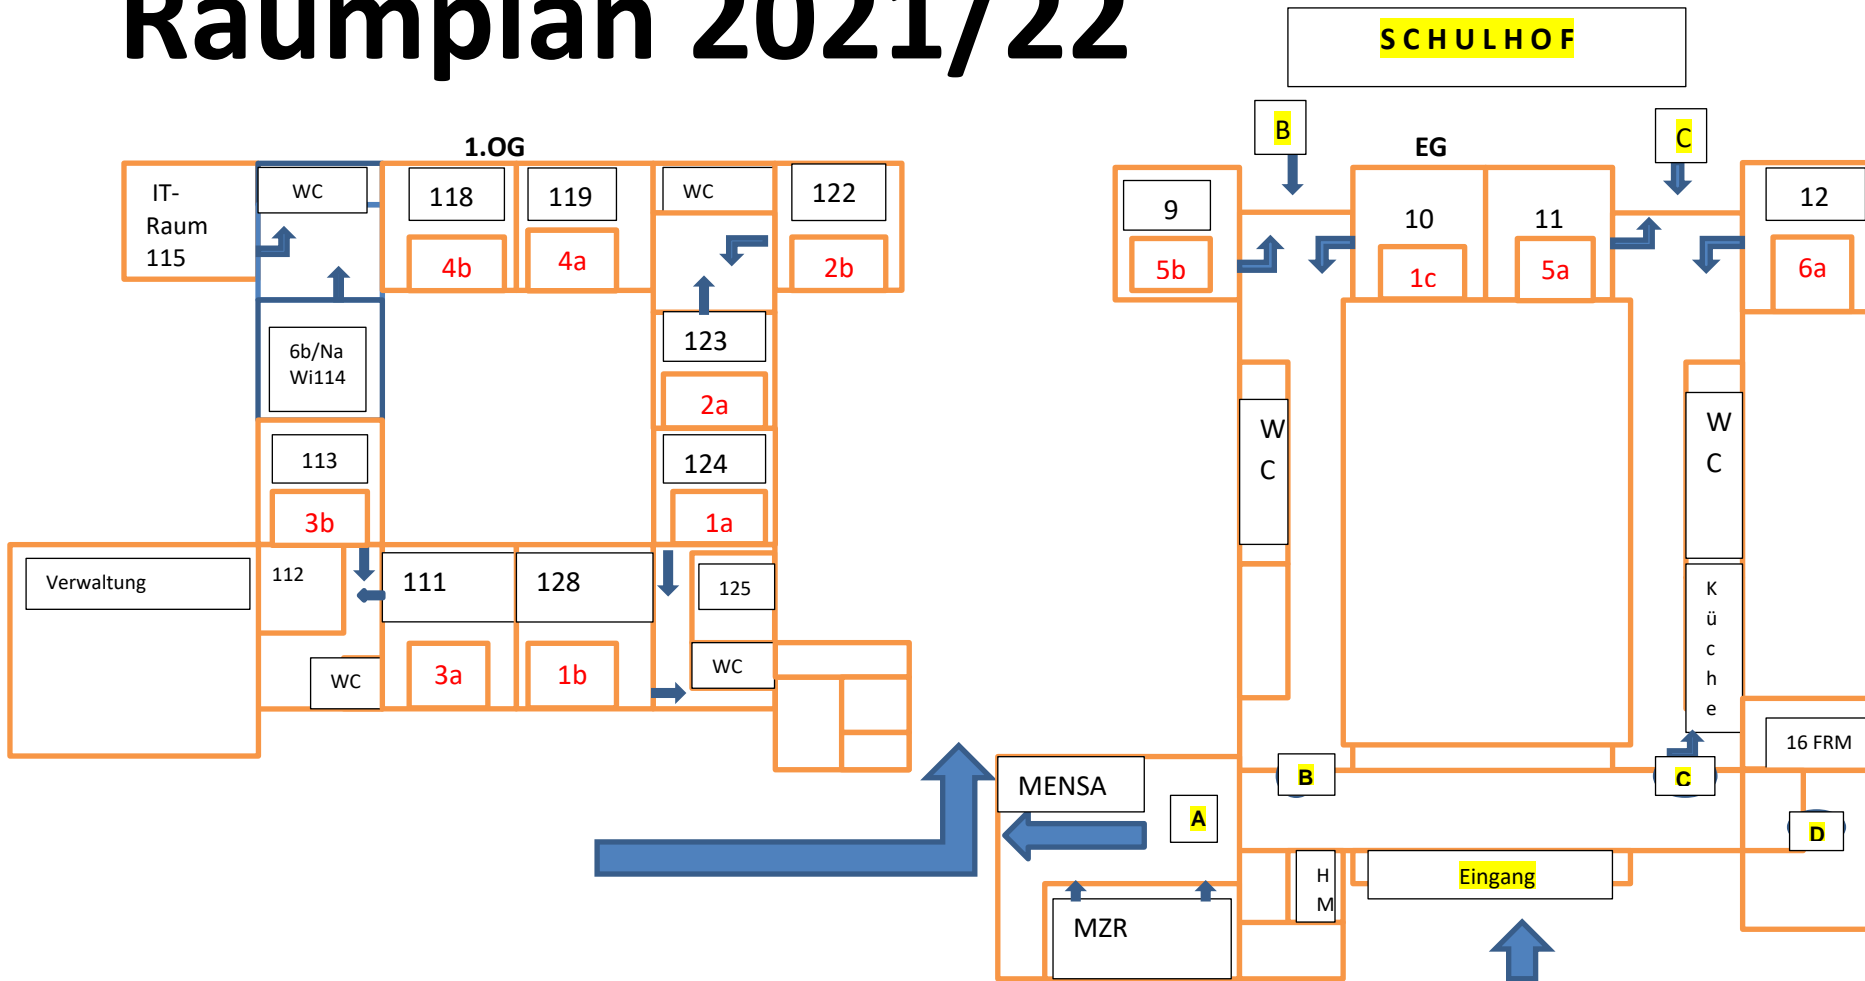 Raumplan 2021/22
SCHULHOF
1.OG
IT-
Raum
115
WC
118
4b
119
4a
WC
122
2b
6b/Na
Wi114
123
2a
113
3b
124
1a
Verwaltung
112
111
128
125
WC
3a
1b
WC
B
EG
C
9
5b
10
1c
11
5a
12
6a
W
C
W
C
K
ü
c
h
e
16 FRM
MENSA
A
B
C
D
H
M
Eingang
MZR